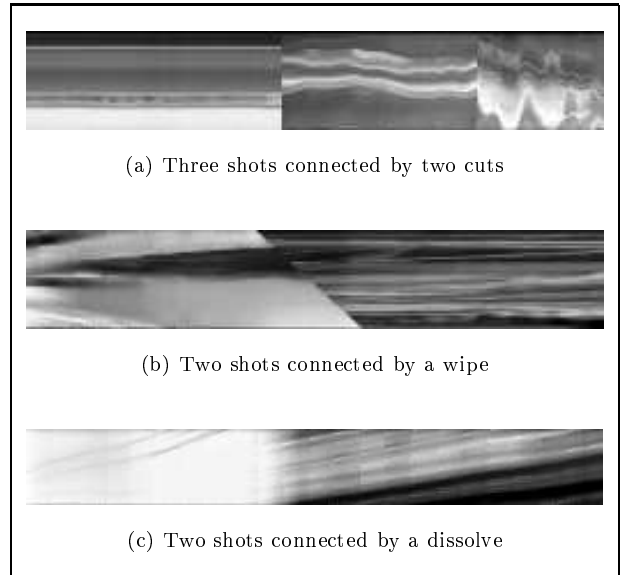 (a) Three shots connected by two cuts
(b) Two shots connected by a wipe
(c) Two shots connected by a dissolve